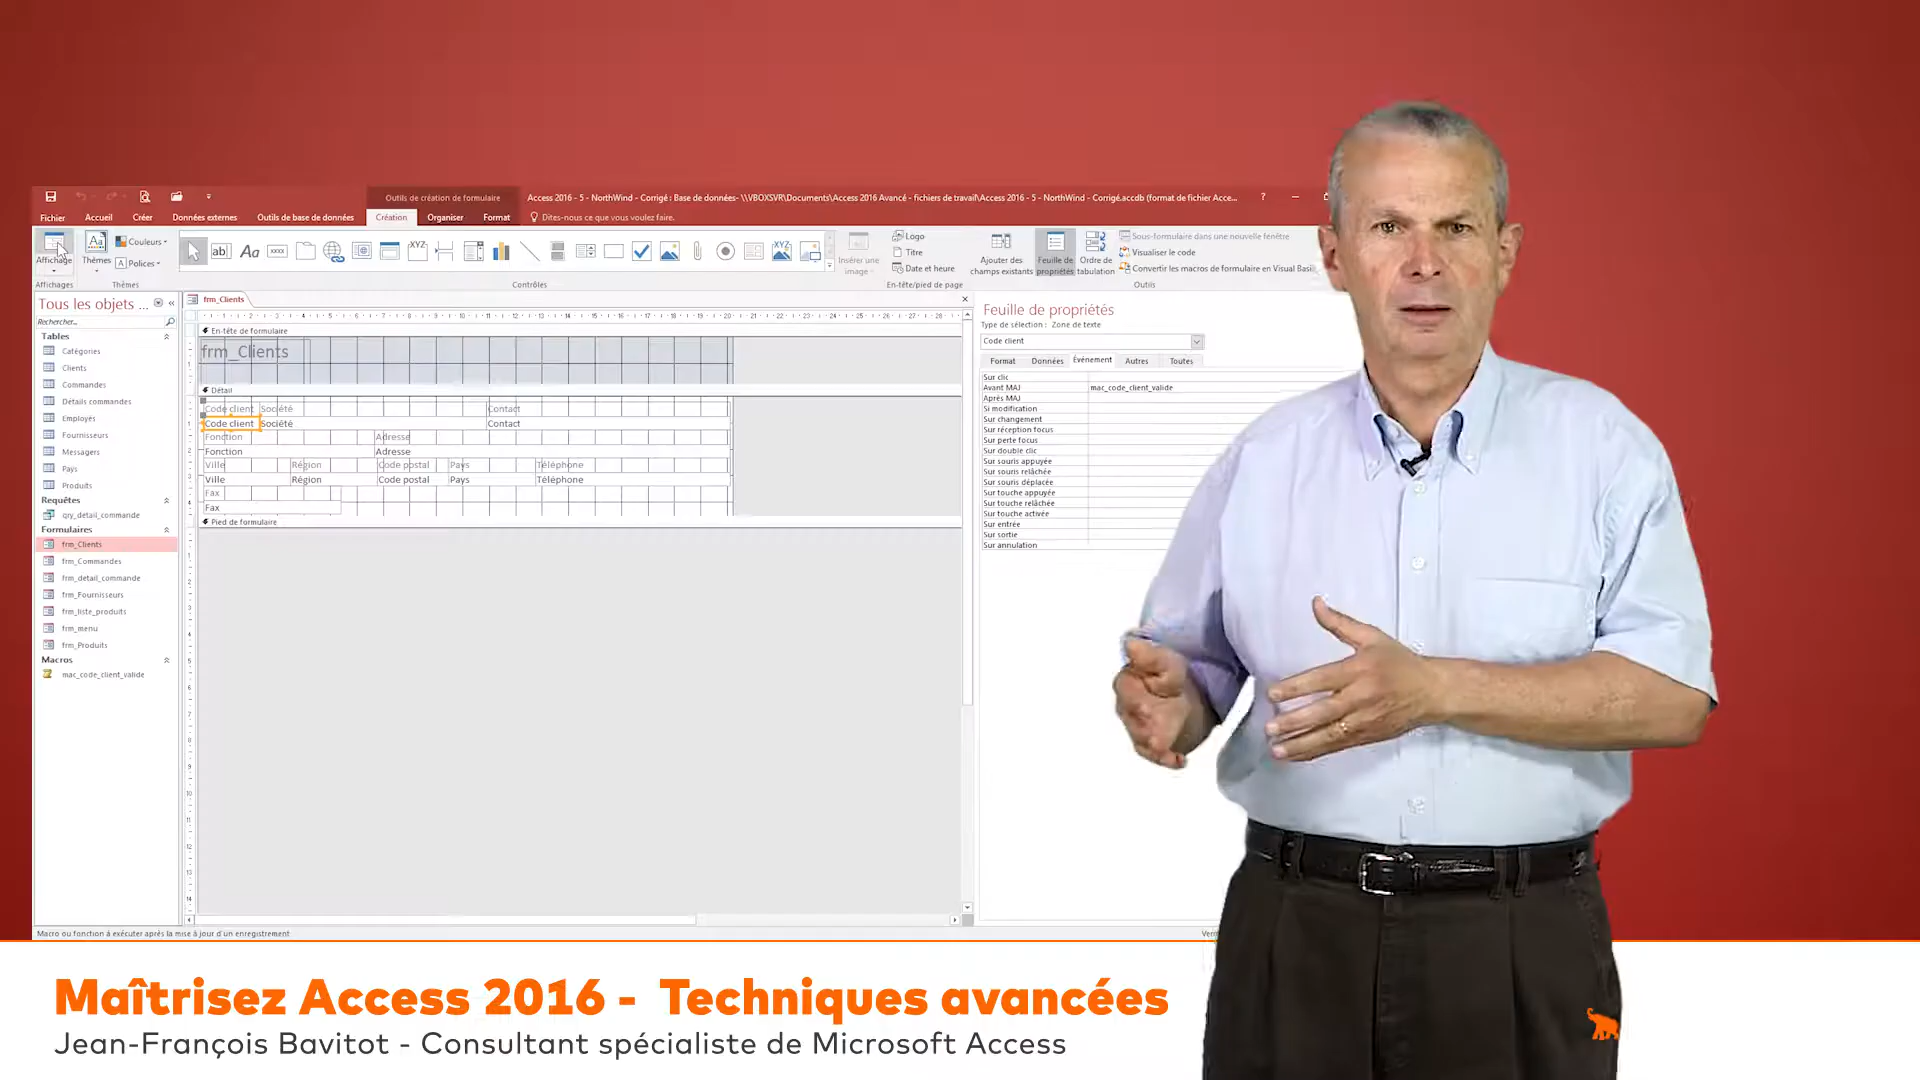 Outils de création de formulaire
Access 2016 - 5 - NorthWind - Corrigé : Base de données- \\VBOXSVR\Documents\Access 2016 Avancé - fichiers de travail\Access 2016 - 5 - NorthWind - Corrigé.accdb (format de fichier Acce...
?
Fichier Accueil Créer Données externes Outils de base de données Création Organiser Format Dites-nous ce que vous voulez faire.
Affichage
Thèmes
Couleurs
Polices
ab|
Aa
XYZ
Insérer une
image
Logo
Titre
Date et heure
Ajouter des
champs existants
Feuille de
propriétés
Ordre de
tabulation
Sous-formulaire dans une nouvelle fenêtre
Visualiser le code
Convertir les macros de formulaire en Visual Basi
Affichages
Thèmes
Contrôles
En-tête/pied de page
Outils
Tous les objets ...
Rechercher...
Tables
Catégories
Clients
Commandes
Détails commandes
Employés
Fournisseurs
Messagers
Pays
Produits
Requêtes
qry_detail_commande
Formulaires
frm_Clients
frm_Commandes
frm_detail_commande
frm_Fournisseurs
frm_liste_produits
frm_menu
frm_Produits
Macros
mac_code_client_valide
frm_Clients
En-tête de formulaire
frm_Clients
Détail
Code client Société Contact
Code client Société Contact
Fonction Adresse
Fonction Adresse
Ville Région Code postal Pays Téléphone
Ville Région Code postal Pays Téléphone
Fax
Fax
Pied de formulaire
Feuille de propriétés
Type de sélection : Zone de texte
Code client
Format Données Événement Autres Toutes
Sur clic
Avant MAJ mac_code_client_valide
Après MAJ
Si modification
Sur changement
Sur réception focus
Sur perte focus
Sur double clic
Sur souris appuyée
Sur souris relâchée
Sur souris déplacée
Sur touche appuyée
Sur touche relâchée
Sur touche activée
Sur entrée
Sur sortie
Sur annulation
Macro ou fonction à exécuter après la mise à jour d'un enregistrement
Maîtrisez Access 2016 - Techniques avancées
Jean-François Bavitot - Consultant spécialiste de Microsoft Access